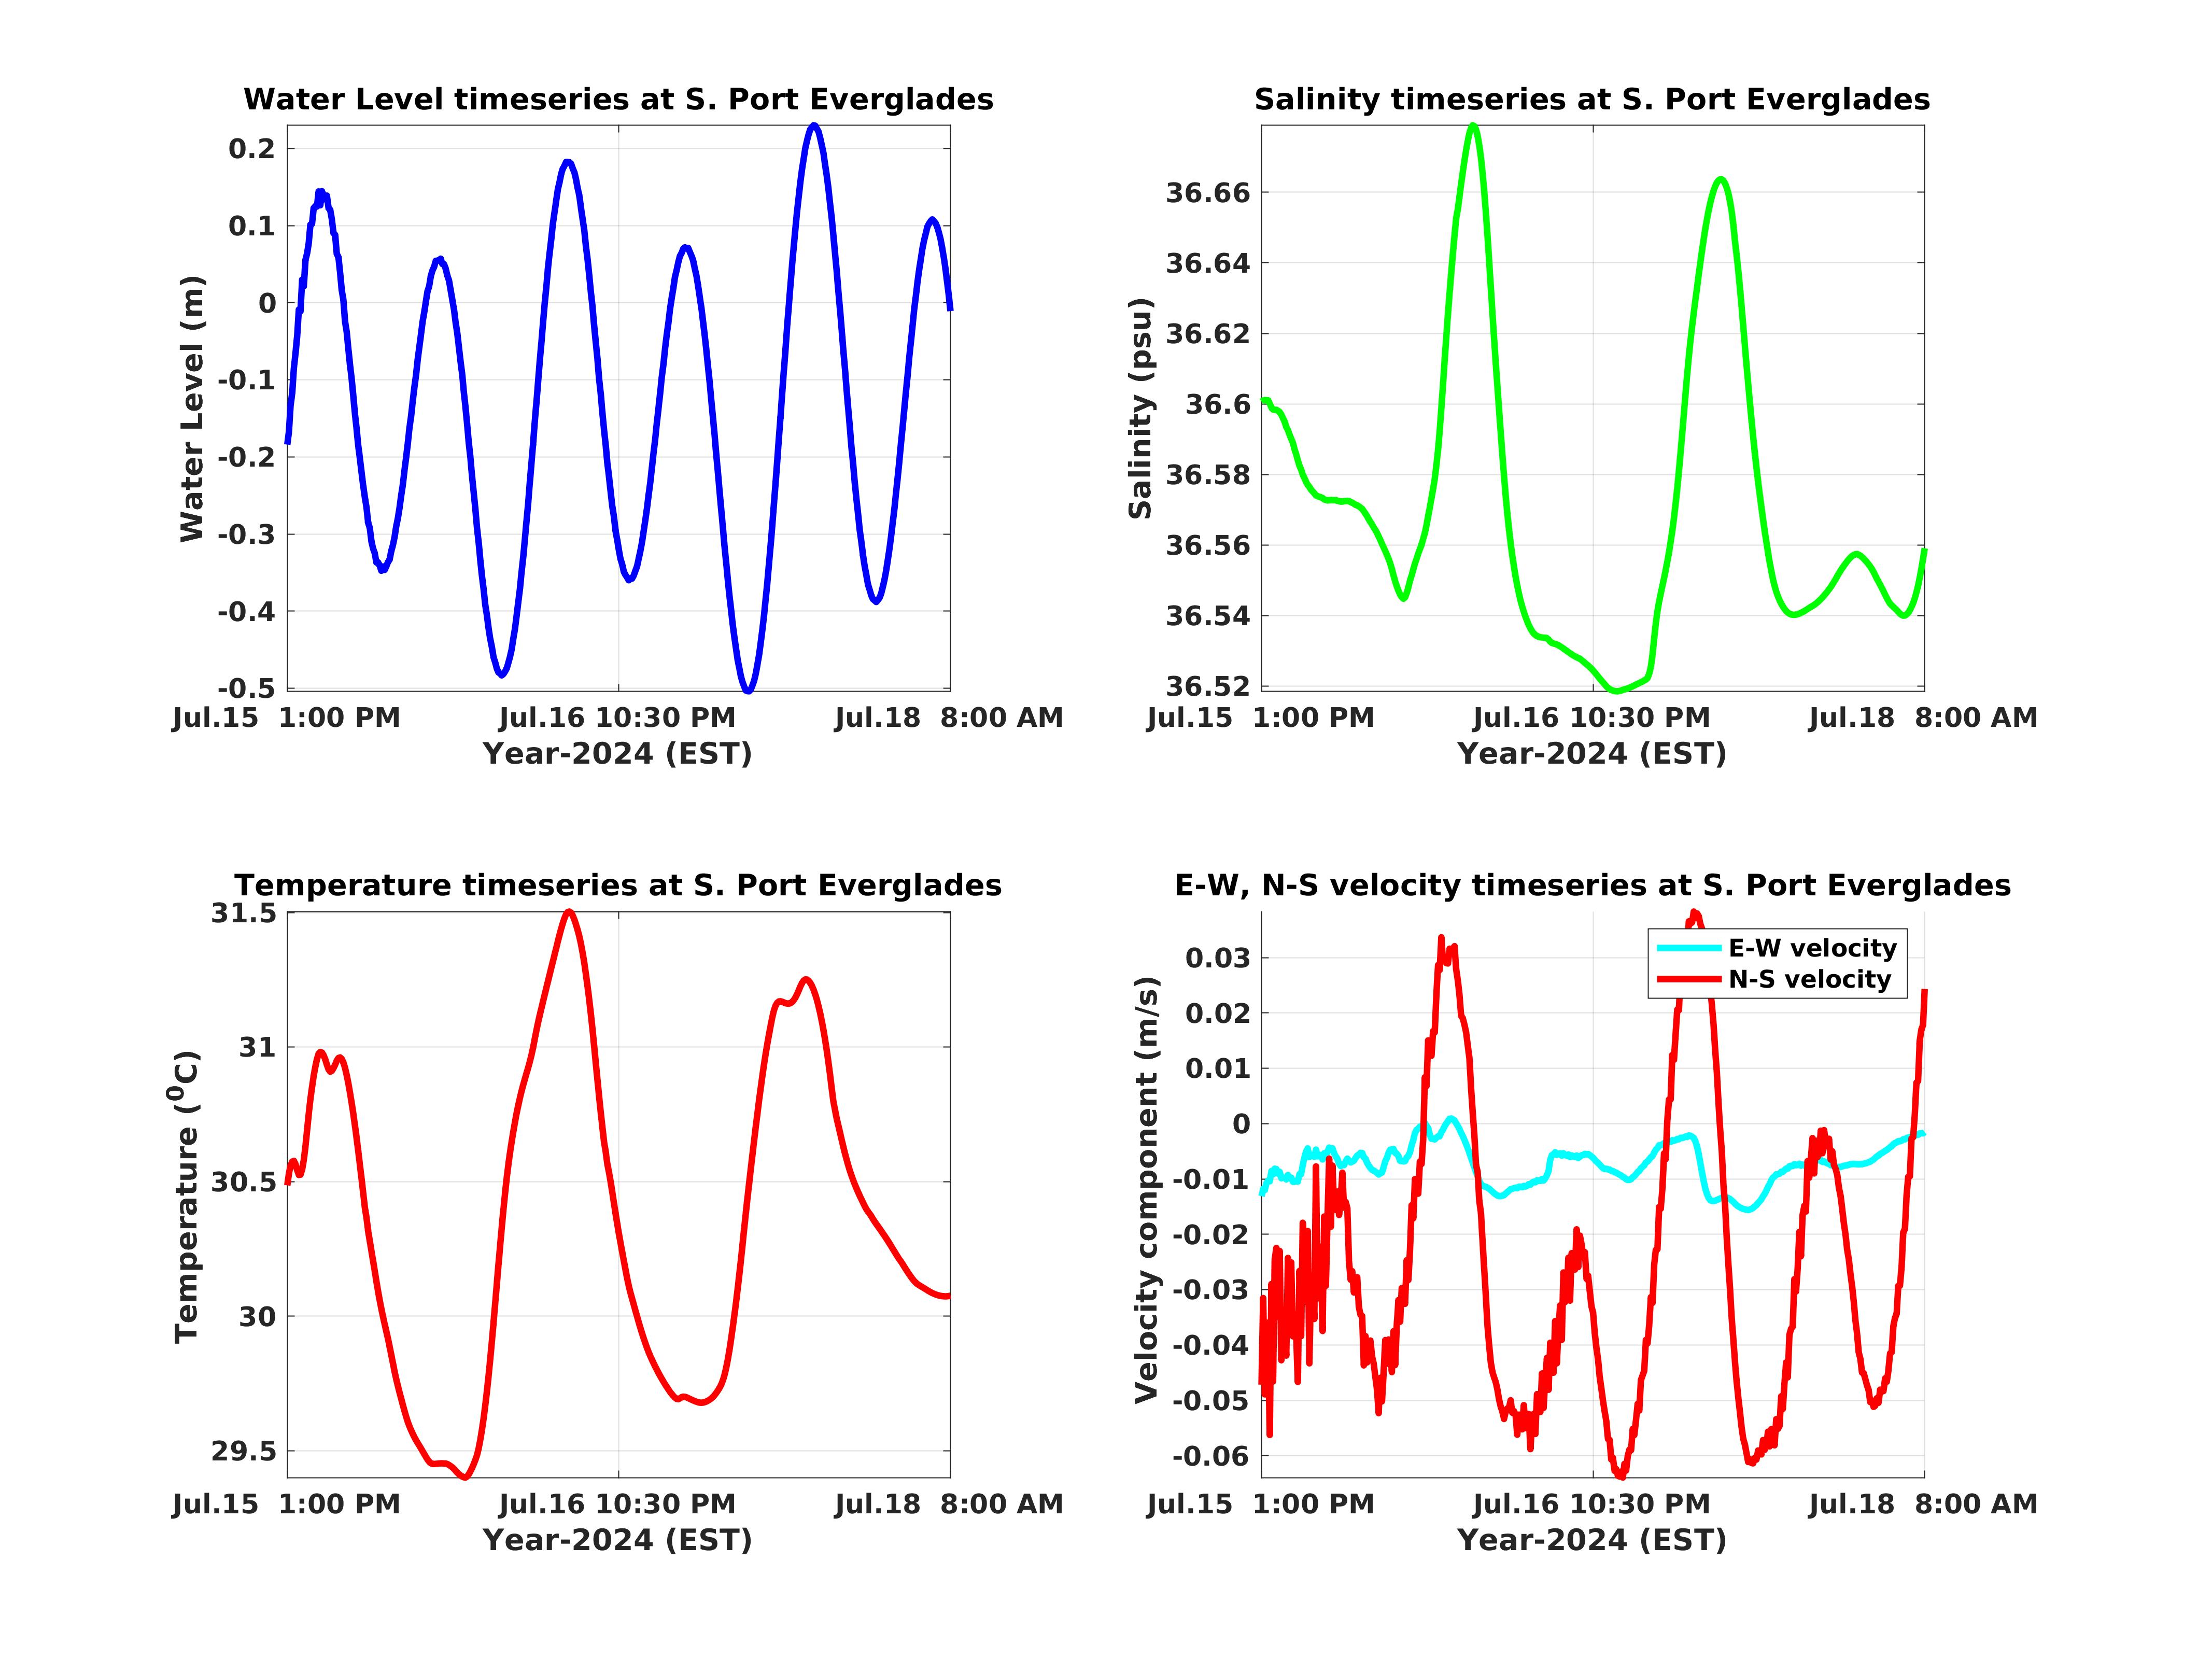 Water Level timeseries at S. Port Everglades
Water Level (m)
0.2
0.1
0
-0.1
-0.2
-0.3
-0.4
-0.5
Jul.15  1:00 PM
Jul.16 10:30 PM
Jul.18  8:00 AM
Year-2024 (EST)
Salinity timeseries at S. Port Everglades
Salinity (psu)
36.66
36.64
36.62
36.6
36.58
36.56
36.54
36.52
Jul.15  1:00 PM
Jul.16 10:30 PM
Jul.18  8:00 AM
Year-2024 (EST)
Temperature timeseries at S. Port Everglades
Temperature (⁰C)
31.5
31
30.5
30
29.5
Jul.15  1:00 PM
Jul.16 10:30 PM
Jul.18  8:00 AM
Year-2024 (EST)
E-W, N-S velocity timeseries at S. Port Everglades
Velocity component (m/s)
0.03
0.02
0.01
0
-0.01
-0.02
-0.03
-0.04
-0.05
-0.06
E-W velocity
N-S velocity
Jul.15  1:00 PM
Jul.16 10:30 PM
Jul.18  8:00 AM
Year-2024 (EST)